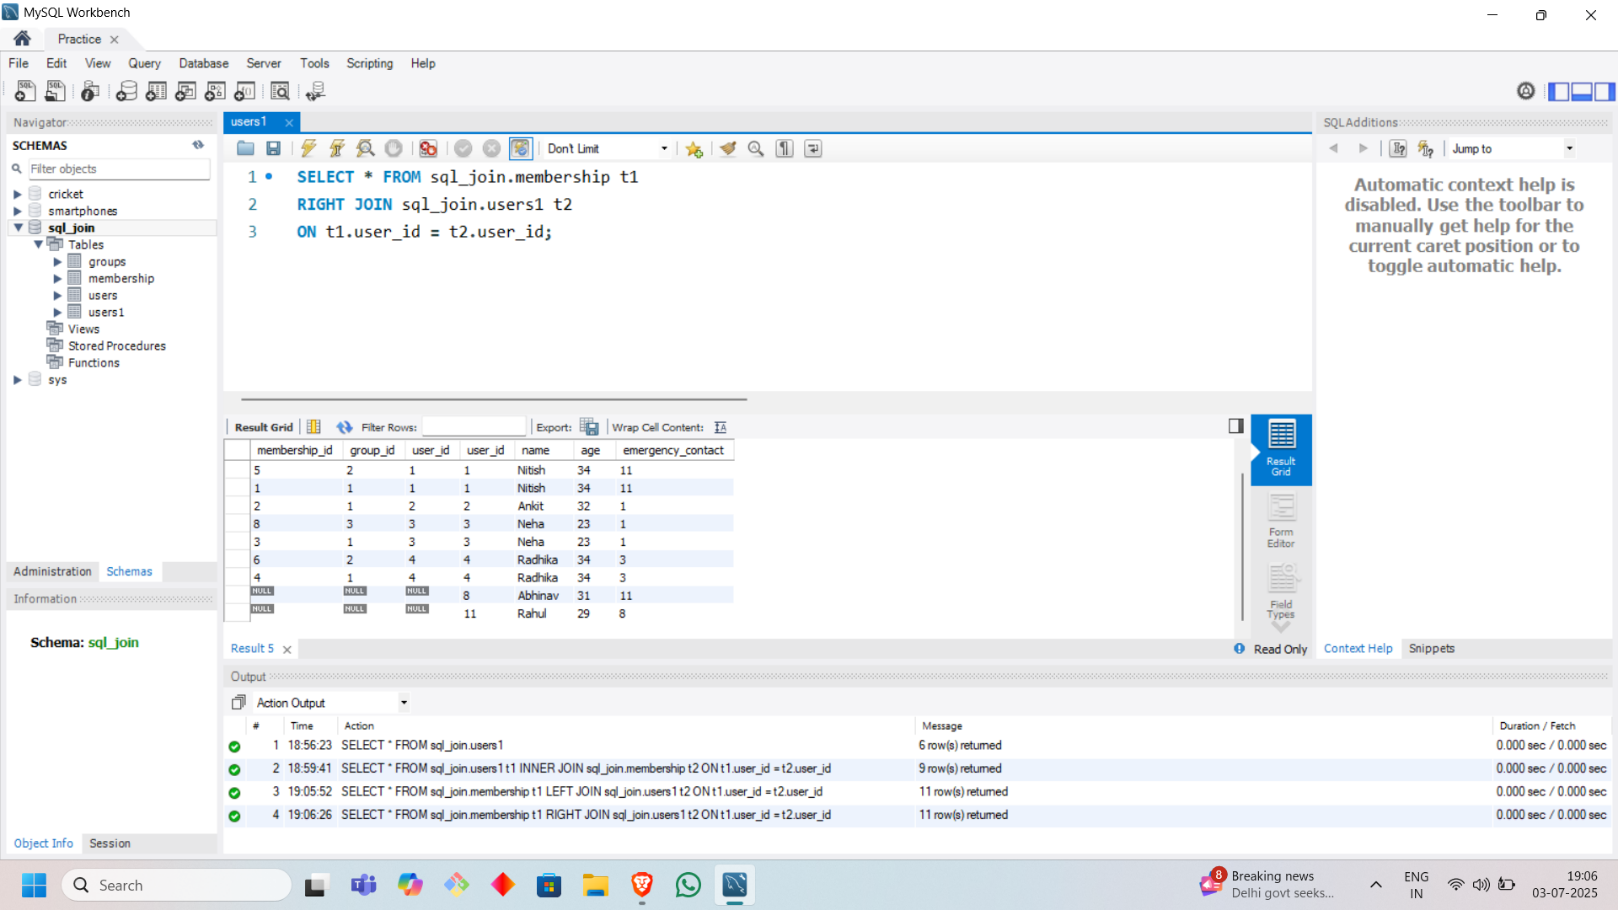 MySQL Workbench
Practice
File Edit View Query Database Server Tools Scripting Help
Navigator
SCHEMAS
Filter objects
cricket
smartphones
sql_join
Tables
groups
membership
users
users1
Views
Stored Procedures
Functions
sys
Administration Schemas
Information
Schema: sql_join
Object Info Session
users1
Don't Limit
1 SELECT * FROM sql_join.membership t1
2 RIGHT JOIN sql_join.users1 t2
3 ON t1.user_id = t2.user_id;
Result Grid Filter Rows: Export: Wrap Cell Content:
membership_id group_id user_id user_id name age emergency_contact
5 2 1 1 Nitish 34 11
1 1 1 1 Nitish 34 11
2 1 2 2 Ankit 32 1
8 3 3 3 Neha 23 1
3 1 3 3 Neha 23 1
6 2 4 4 Radhika 34 3
4 1 4 4 Radhika 34 3
NULL NULL NULL 8 Abhinav 31 11
NULL NULL NULL 11 Rahul 29 8
Result
Grid
Form
Editor
Field
Types
Result 5
Read Only
SQLAdditions
Jump to
Automatic context help is
disabled. Use the toolbar to
manually get help for the
current caret position or to
toggle automatic help.
Context Help Snippets
Output
Action Output
# Time Action Message Duration / Fetch
1 18:56:23 SELECT * FROM sql_join.users1 6 row(s) returned 0.000 sec / 0.000 sec
2 18:59:41 SELECT * FROM sql_join.users1 t1 INNER JOIN sql_join.membership t2 ON t1.user_id = t2.user_id 9 row(s) returned 0.000 sec / 0.000 sec
3 19:05:52 SELECT * FROM sql_join.membership t1 LEFT JOIN sql_join.users1 t2 ON t1.user_id = t2.user_id 11 row(s) returned 0.000 sec / 0.000 sec
4 19:06:26 SELECT * FROM sql_join.membership t1 RIGHT JOIN sql_join.users1 t2 ON t1.user_id = t2.user_id 11 row(s) returned 0.000 sec / 0.000 sec
Search
8
Breaking news
Delhi govt seeks...
ENG
IN
19:06
03-07-2025